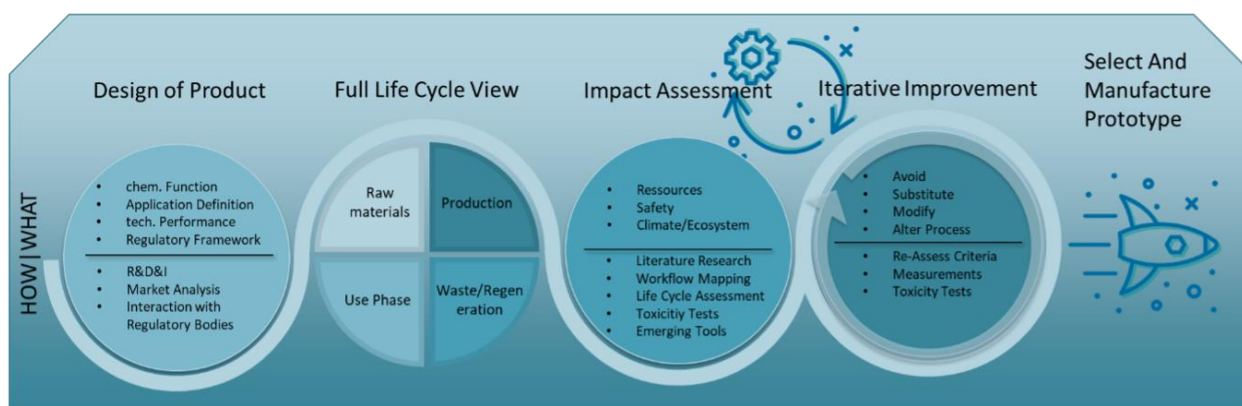 HOW|WHAT
Design of Product
• chem. Function
• Application Definition
• tech. Performance
• Regulatory Framework
• R&D&I
• Market Analysis
• Interaction with
Regulatory Bodies
Full Life Cycle View
Raw
materials
Production
Use Phase
Waste/Regen
eration
Impact Assessment
• Ressources
• Safety
• Climate/Ecosystem
• Literature Research
• Workflow Mapping
• Life Cycle Assessment
• Toxicitiy Tests
• Emerging Tools
Iterative Improvement
• Avoid
• Substitute
• Modify
• Alter Process
• Re-Assess Criteria
• Measurements
• Toxicity Tests
Select And
Manufacture
Prototype